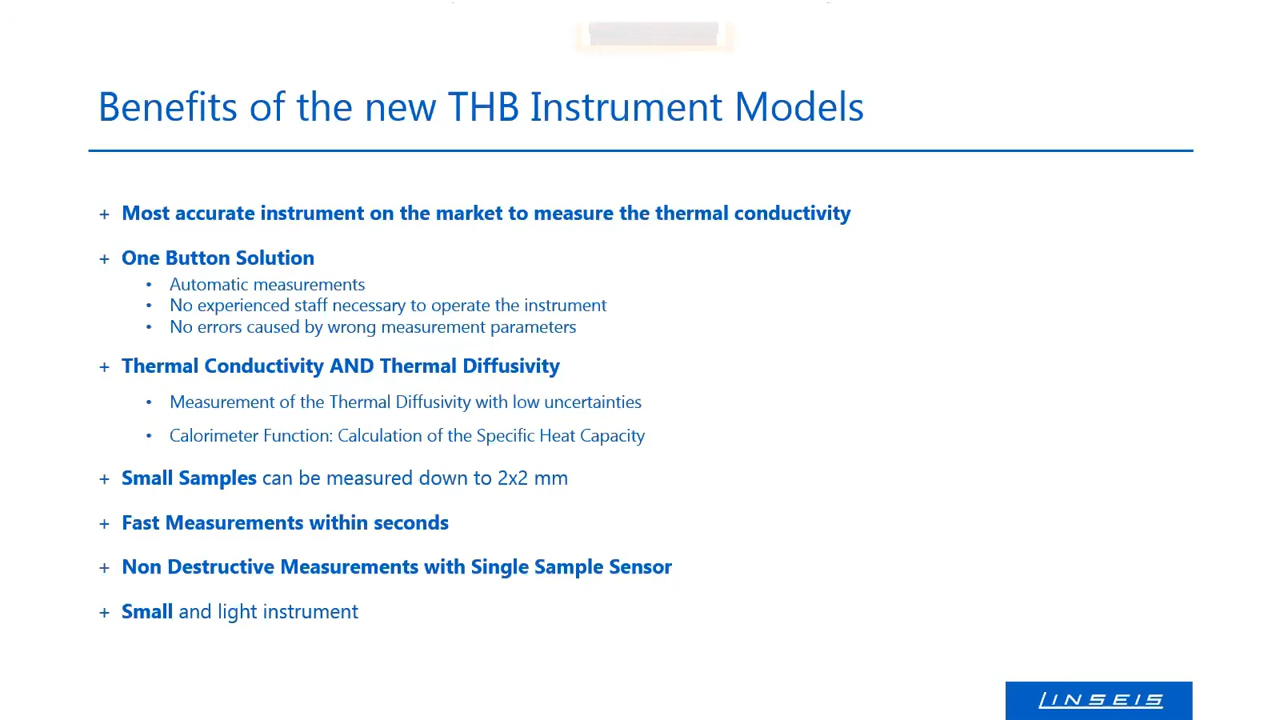 Benefits of the new THB Instrument Models
+ Most accurate instrument on the market to measure the thermal conductivity
+ One Button Solution
• Automatic measurements
• No experienced staff necessary to operate the instrument
• No errors caused by wrong measurement parameters
+ Thermal Conductivity AND Thermal Diffusivity
• Measurement of the Thermal Diffusivity with low uncertainties
• Calorimeter Function: Calculation of the Specific Heat Capacity
+ Small Samples can be measured down to 2x2 mm
+ Fast Measurements within seconds
+ Non Destructive Measurements with Single Sample Sensor
+ Small and light instrument
LINSEIS